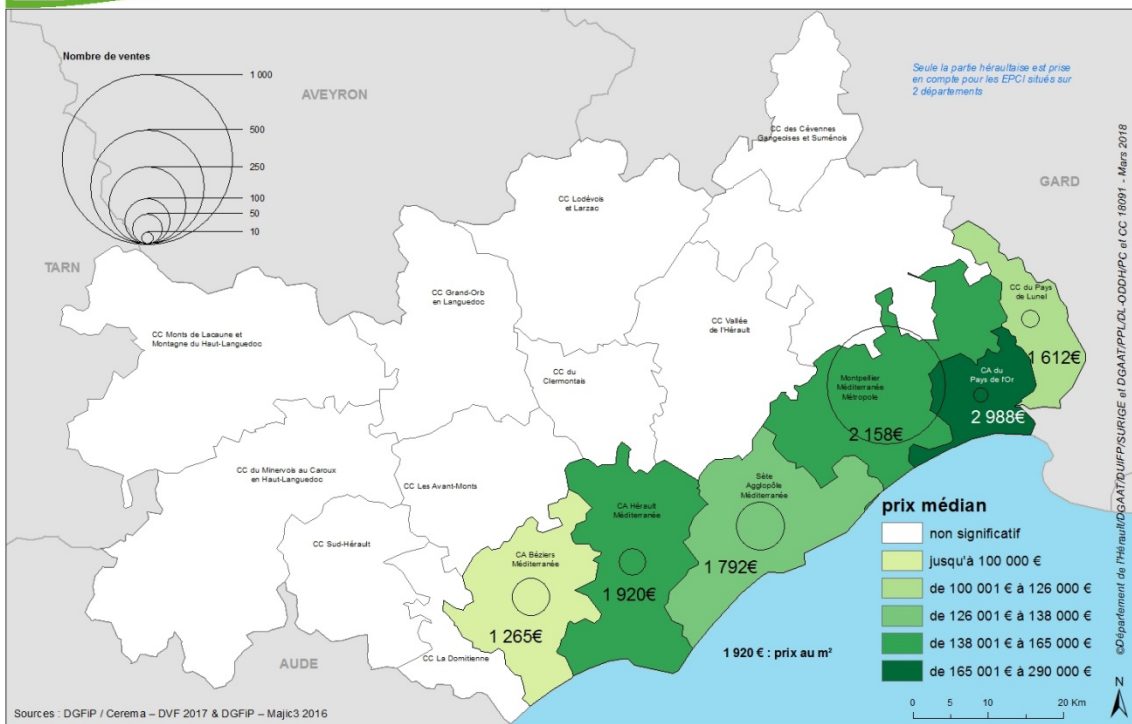 Nombre de ventes
1 000
500
250
100
50
10
AVEYRON
Seule la partie héraultaise est prise
en compte pour les EPCI situés sur
2 départements
CC des Cévennes
Gangeoises et Suménois
GARD
TARN
CC Lodévois
et Larzac
CC Grand-Orb
en Languedoc
CC Monts de Lacaune et
Montagne du Haut-Languedoc
CC Vallée
de l'Hérault
CC du Pays
de Lunel
1 612€
CC du
Clermontais
Montpellier
Méditerranée
Métropole
2 158€
CA du
Pays de l'Or
2 988€
CC du Minervois au Caroux
en Haut-Languedoc
CC Les Avant-Monts
CA Hérault
Méditerranée
1 920€
Sète
Agglopôle
Méditerranée
1 792€
CC Sud-Hérault
CA Béziers
Méditerranée
1 265€
CC La Domitienne
AUDE
1 920 € : prix au m²
prix médian
non significatif
jusqu'à 100 000 €
de 100 001 € à 126 000 €
de 126 001 € à 138 000 €
de 138 001 € à 165 000 €
de 165 001 € à 290 000 €
0 10 20 Km
N
Sources : DGFiP / Cerema – DVF 2017 & DGFiP – Majic3 2016
©Département de l'Hérault/DGAAT/DUIFP/SURIGE et DGAAT/PPL/DL-ODDH/PC et CC 18091 - Mars 2018